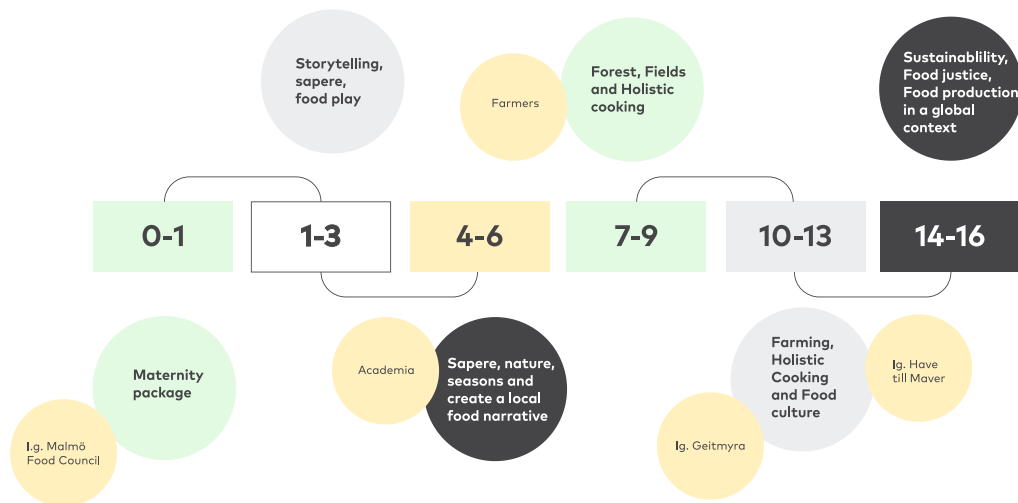 Storytelling,
sapere,
food play
Farmers
Forest, Fields
and Holistic
cooking
Sustainablility,
Food justice,
Food production
in a global
context
0-1
1-3
4-6
7-9
10-13
14-16
Maternity
package
I.g. Malmö
Food Council
Academia
Sapere, nature,
seasons and
create a local
food narrative
Farming,
Holistic
Cooking
and Food
culture
Ig. Geitmyra
Ig. Have
till Maver